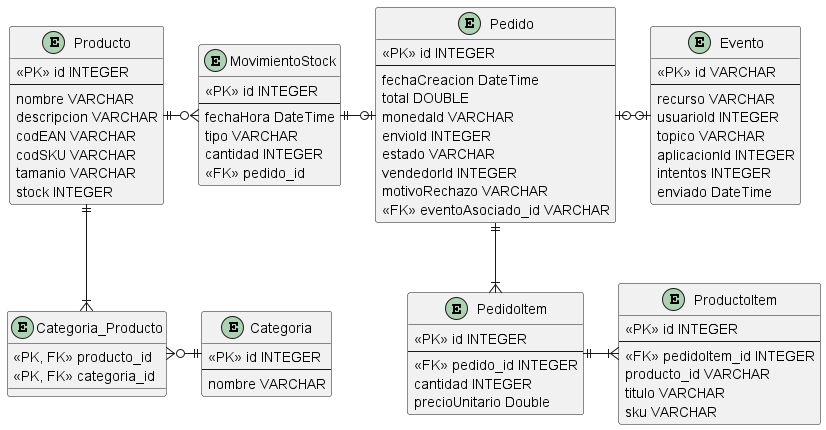 E Producto
«PK» id INTEGER
nombre VARCHAR
descripcion VARCHAR
codEAN VARCHAR
codSKU VARCHAR
tamanio VARCHAR
stock INTEGER
E MovimientoStock
«PK» id INTEGER
fechaHora DateTime
tipo VARCHAR
cantidad INTEGER
«FK» pedido_id
E Pedido
«PK» id INTEGER
fechaCreacion DateTime
total DOUBLE
monedaId VARCHAR
envioId INTEGER
estado VARCHAR
vendedorId INTEGER
motivoRechazo VARCHAR
«FK» eventoAsociado_id VARCHAR
E Evento
«PK» id VARCHAR
recurso VARCHAR
usuarioId INTEGER
topico VARCHAR
aplicacionId INTEGER
intentos INTEGER
enviado DateTime
E Categoria_Producto
«PK, FK» producto_id
«PK, FK» categoria_id
E Categoria
«PK» id INTEGER
nombre VARCHAR
E PedidoItem
«PK» id INTEGER
«FK» pedido_id INTEGER
cantidad INTEGER
precioUnitario Double
E ProductoItem
«PK» id INTEGER
«FK» pedidoItem_id INTEGER
producto_id VARCHAR
titulo VARCHAR
sku VARCHAR